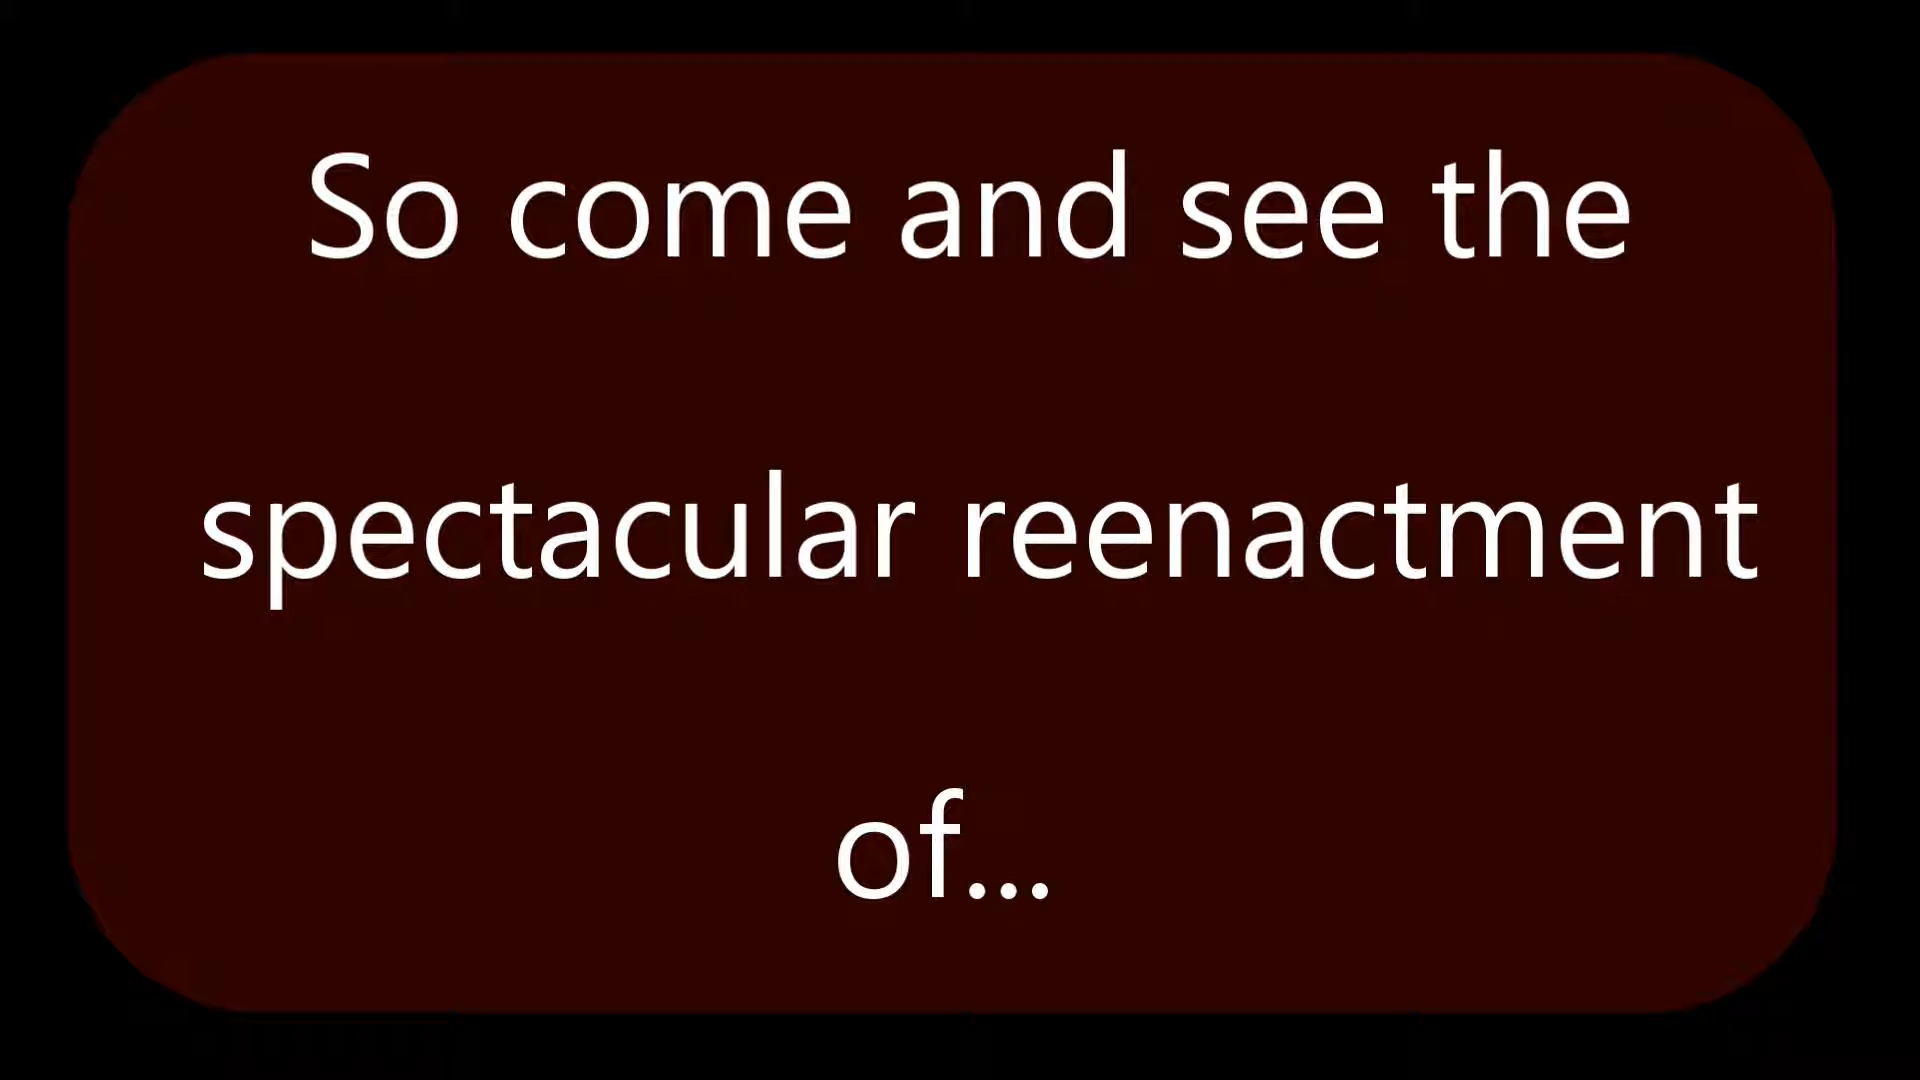 So come and see the
spectacular reenactment
of...